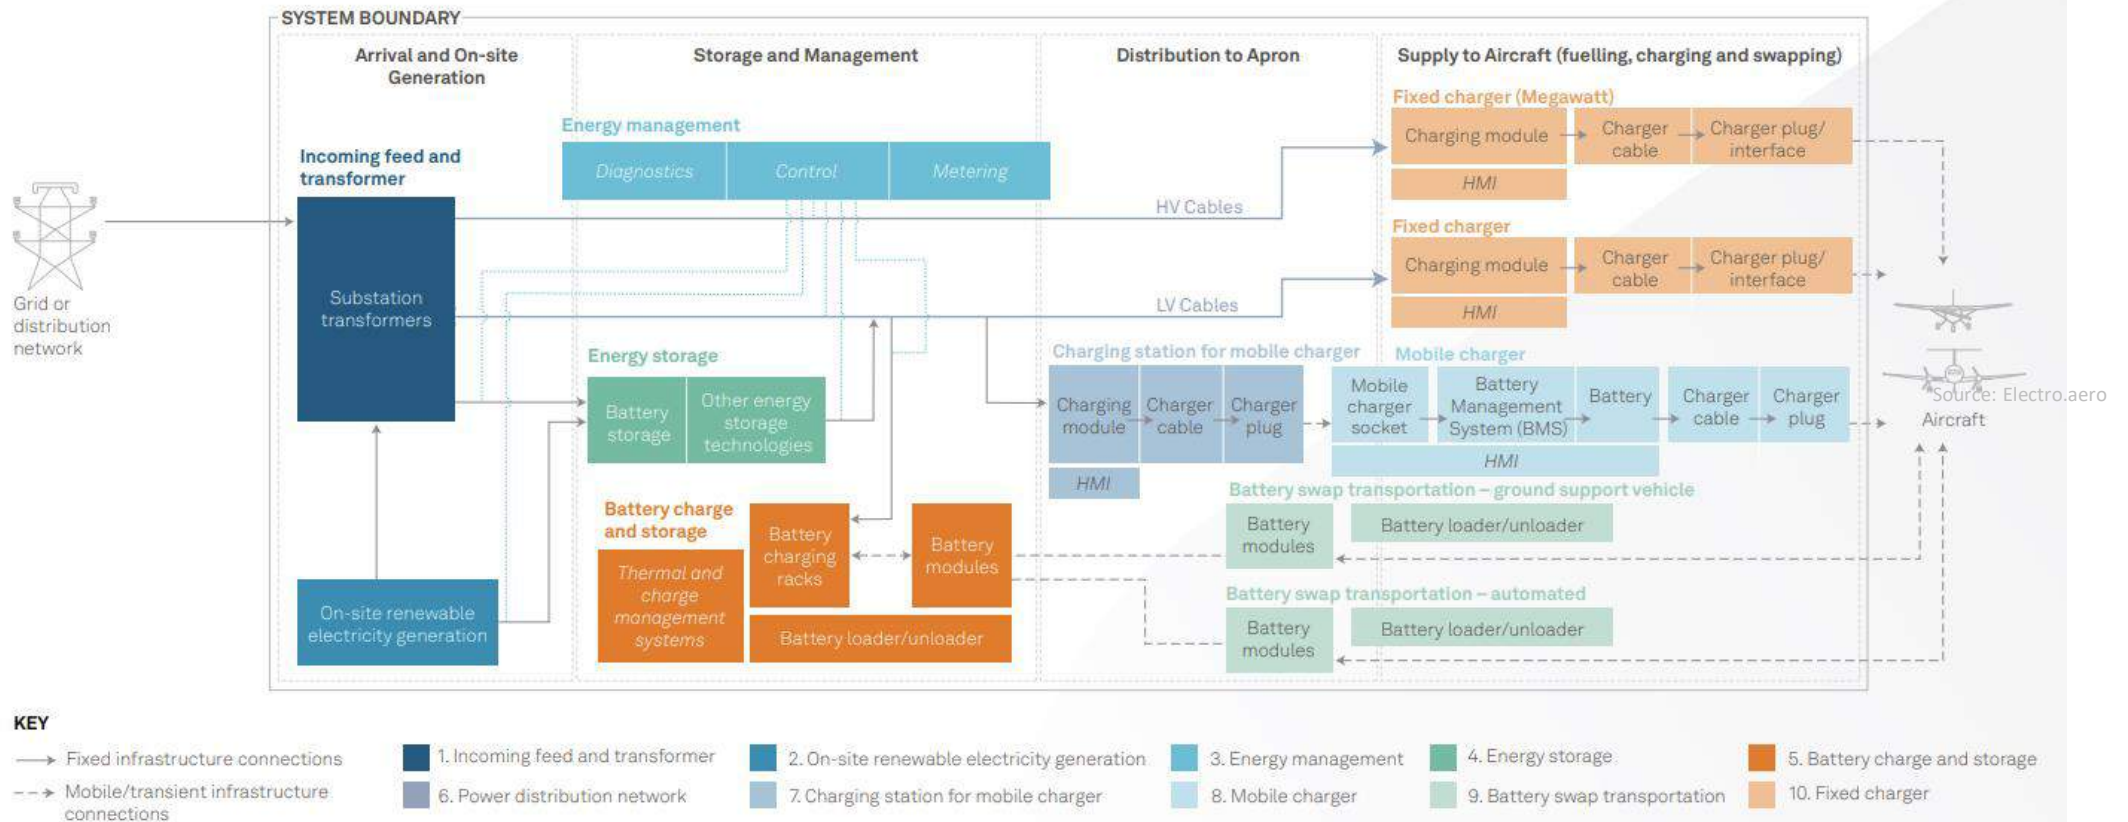 SYSTEM BOUNDARY
Arrival and On-site
Generation
Storage and Management
Distribution to Apron
Supply to Aircraft (fuelling, charging and swapping)
Grid or
distribution
network
Incoming feed and
transformer
Substation
transformers
On-site renewable
electricity generation
Energy management
Diagnostics
Control
Metering
Energy storage
Battery
storage
Other energy
storage
technologies
Battery charge
and storage
Thermal and
charge
management
systems
Battery
charging
racks
Battery
modules
Battery loader/unloader
HV Cables
LV Cables
Charging station for mobile charger
Charging
module
Charger
cable
Charger
plug
HMI
Fixed charger (Megawatt)
Charging module
Charger
cable
Charger plug/
interface
HMI
Fixed charger
Charging module
Charger
cable
Charger plug/
interface
HMI
Mobile charger
Mobile
charger
socket
Battery
Management
System (BMS)
Battery
Charger
cable
Charger
plug
HMI
Battery swap transportation – ground support vehicle
Battery
modules
Battery loader/unloader
Battery swap transportation – automated
Battery
modules
Battery loader/unloader
Source: Electro.aero
Aircraft
KEY
Fixed infrastructure connections
Mobile/transient infrastructure
connections
1. Incoming feed and transformer
2. On-site renewable electricity generation
3. Energy management
4. Energy storage
5. Battery charge and storage
6. Power distribution network
7. Charging station for mobile charger
8. Mobile charger
9. Battery swap transportation
10. Fixed charger